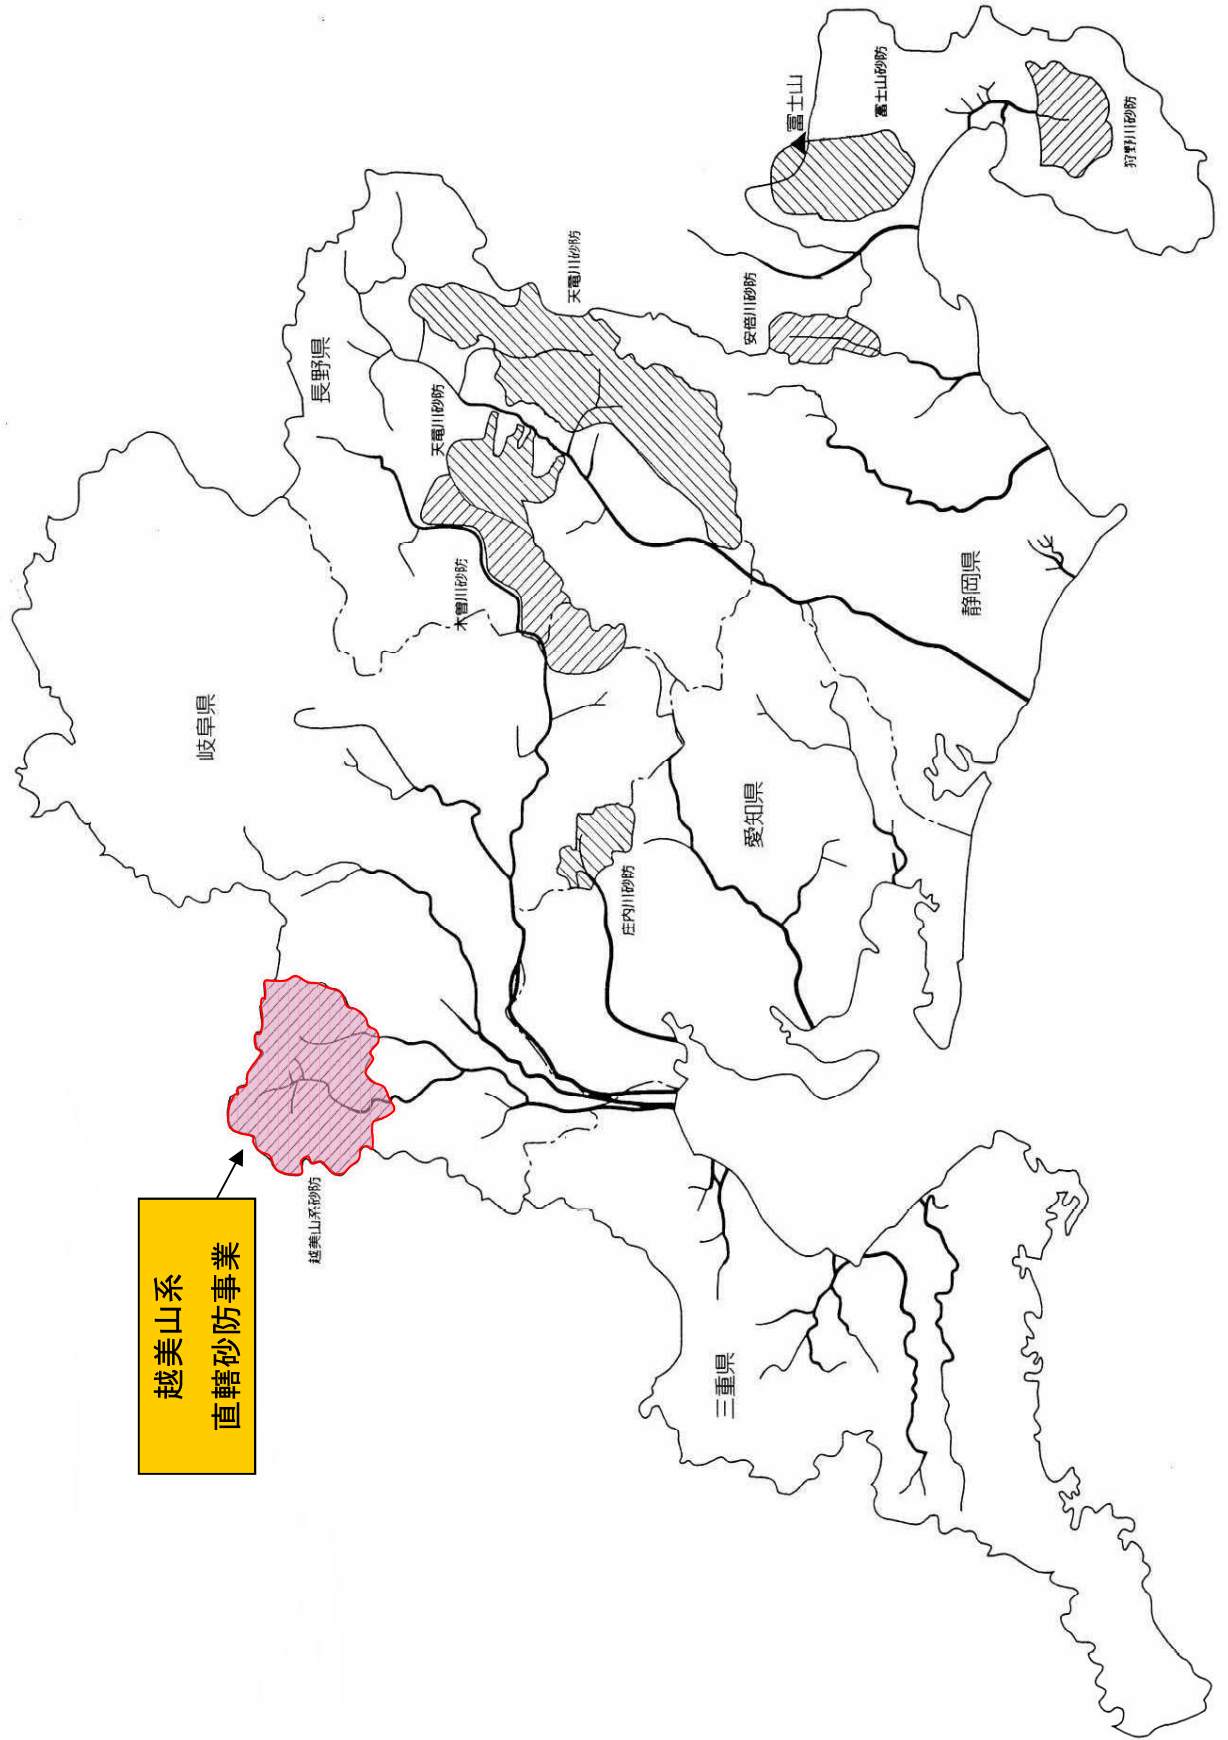 越美山系
直轄砂防事業
越美山系砂防
岐阜県
長野県
天竜川砂防
木曽川砂防
天竜川砂防
庄内川砂防
愛知県
三重県
静岡県
安倍川砂防
富士山
富士山砂防
狩野川砂防